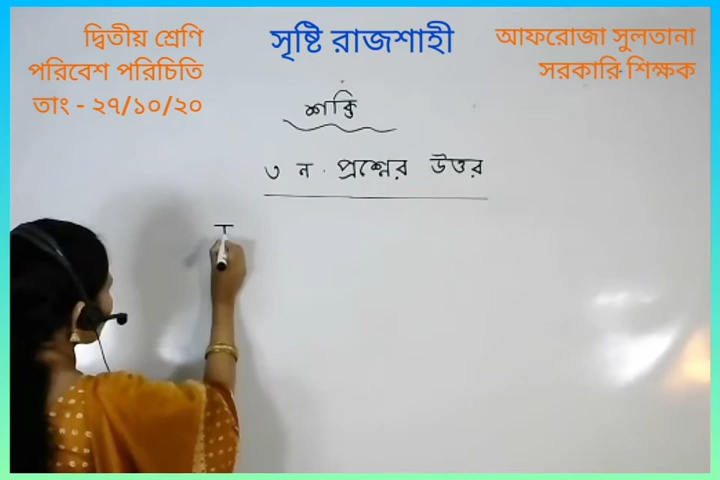 দ্বিতীয় শ্রেণি
পরিবেশ পরিচিতি
তাং - ২৭/১০/২০
সৃষ্টি রাজশাহী
আফরোজা সুলতানা
সরকারি শিক্ষক
শক্তি
৩ ন. প্রশ্নের উত্তর